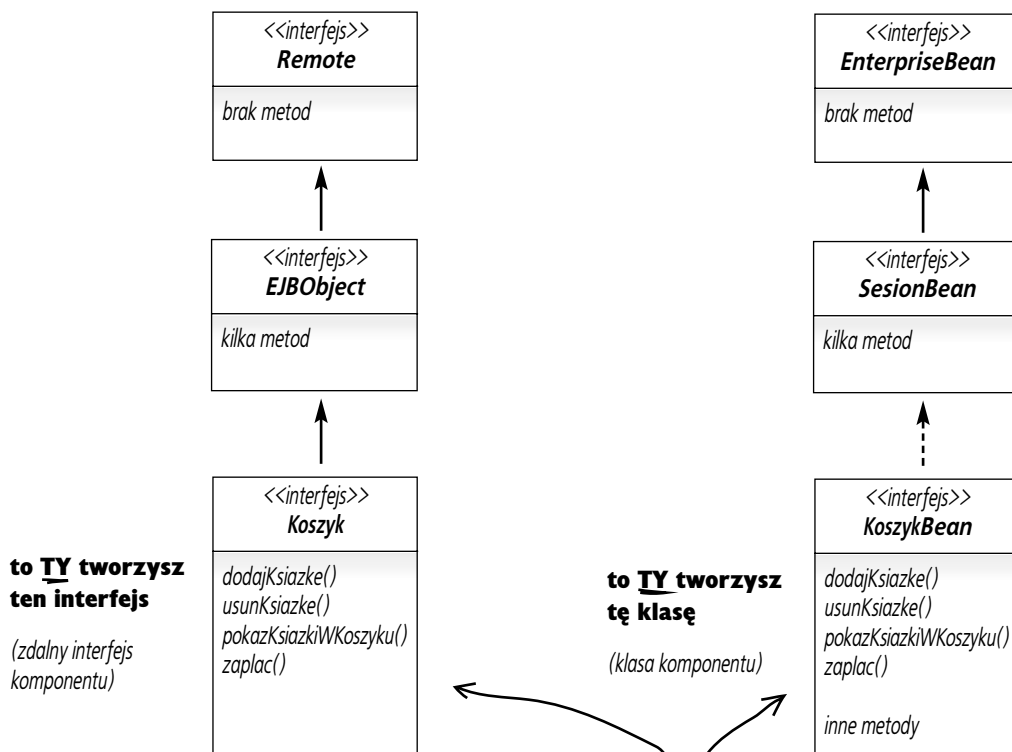 <<interfejs>>
Remote
brak metod
<<interfejs>>
EJBObject
kilka metod
to TY tworzysz
ten interfejs
(zdalny interfejs
komponentu)
<<interfejs>>
Koszyk
dodajKsiazke()
usunKsiazke()
pokazKsiazkiWKoszyku()
zaplac()
<<interfejs>>
EnterpriseBean
brak metod
<<interfejs>>
SesionBean
kilka metod
to TY tworzysz
tę klasę
(klasa komponentu)
<<interfejs>>
KoszykBean
dodajKsiazke()
usunKsiazke()
pokazKsiazkiWKoszyku()
zaplac()
inne metody